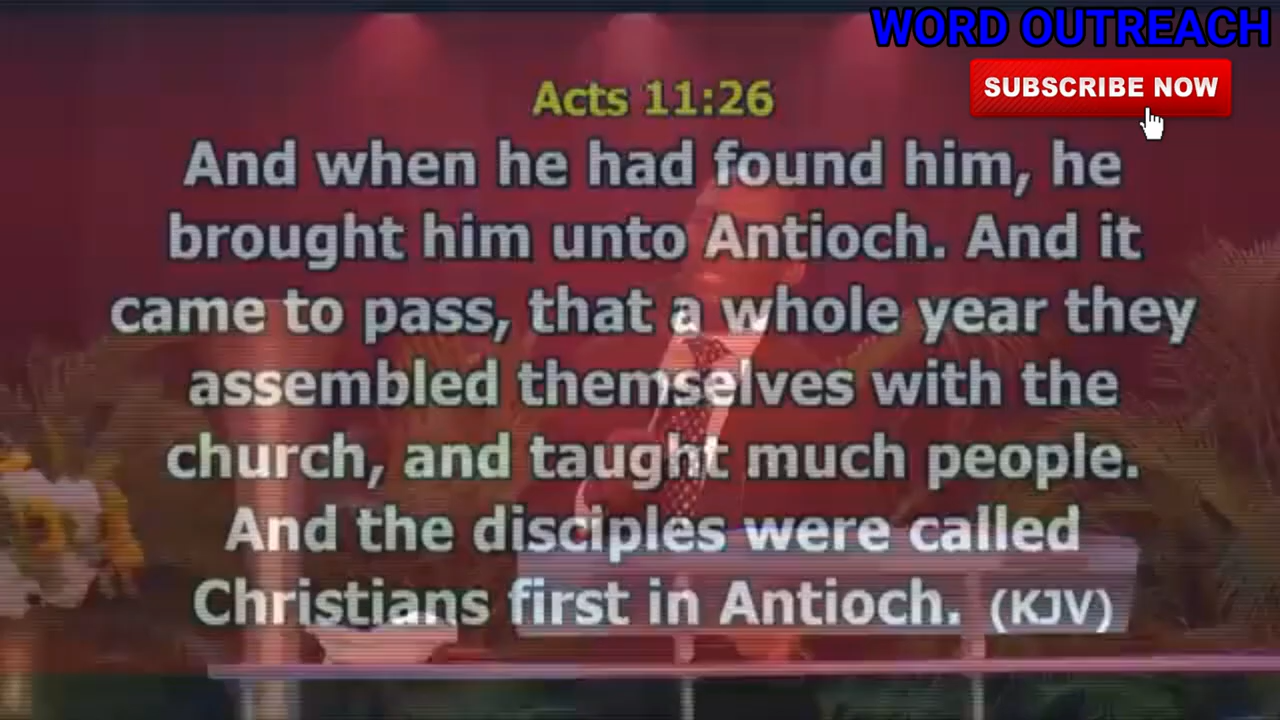 WORD OUTREACH
SUBSCRIBE NOW
Acts 11:26
And when he had found him, he
brought him unto Antioch. And it
came to pass, that a whole year they
assembled themselves with the
church, and taught much people.
And the disciples were called
Christians first in Antioch. (KJV)